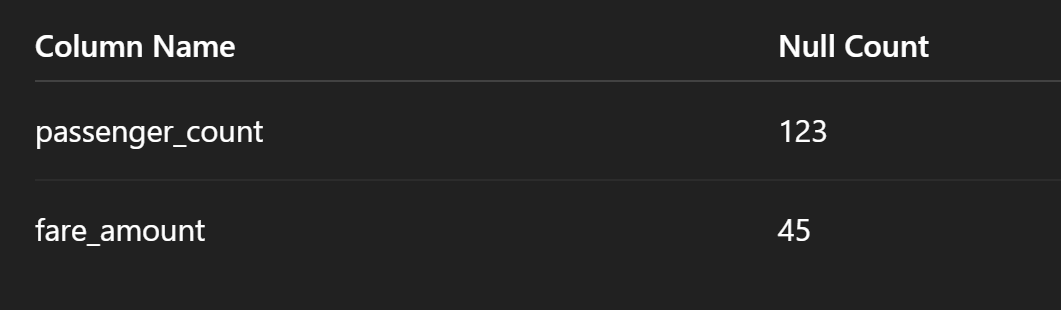 Column Name Null Count
passenger_count 123
fare_amount 45